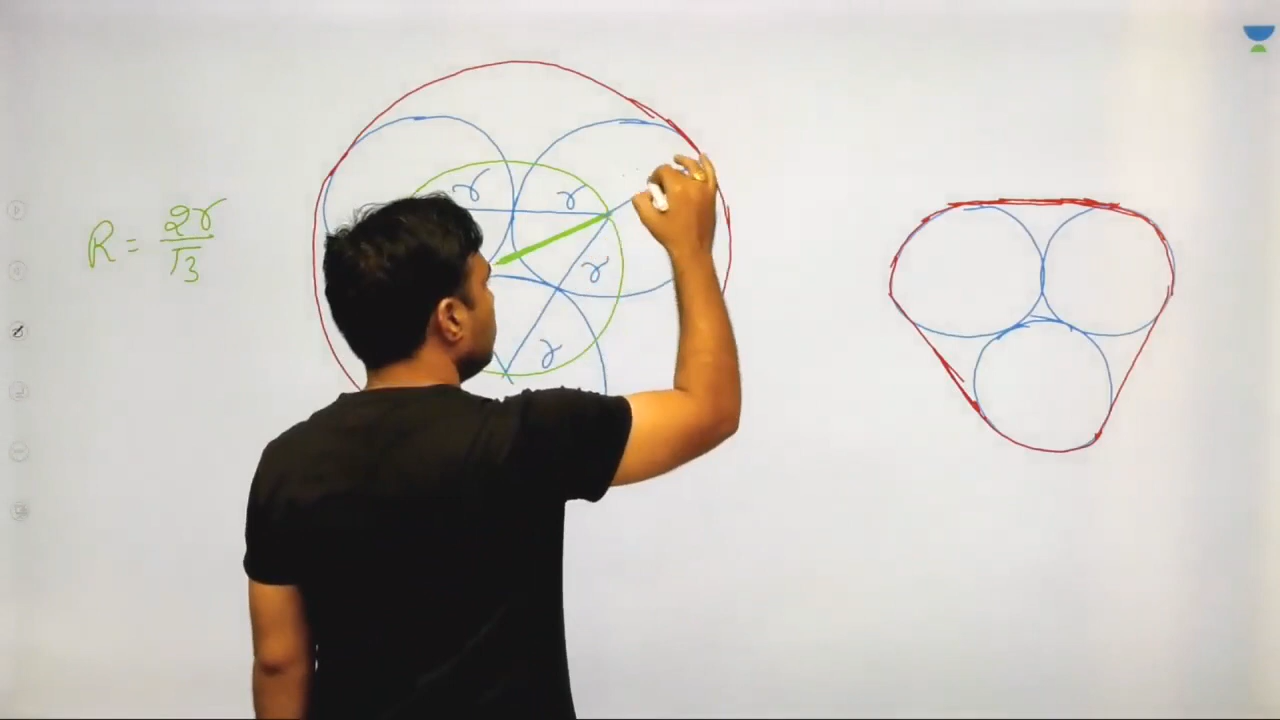 R = 2r/√3
r r
r
r